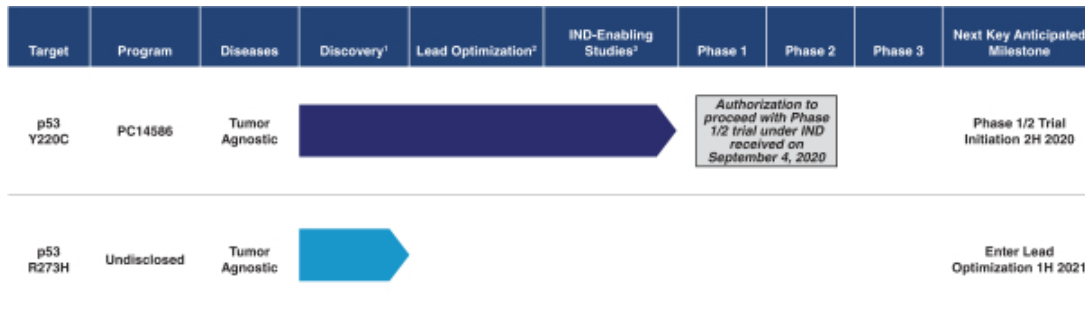 Target Program Diseases Discovery¹ Lead Optimization² IND-Enabling Studies³ Phase 1 Phase 2 Phase 3 Next Key Anticipated Milestone
p53
Y220C
PC14586
Tumor
Agnostic
Authorization to
proceed with Phase
1/2 trial under IND
received on
September 4, 2020
Phase 1/2 Trial
Initiation 2H 2020
p53
R273H
Undisclosed
Tumor
Agnostic
Enter Lead
Optimization 1H 2021